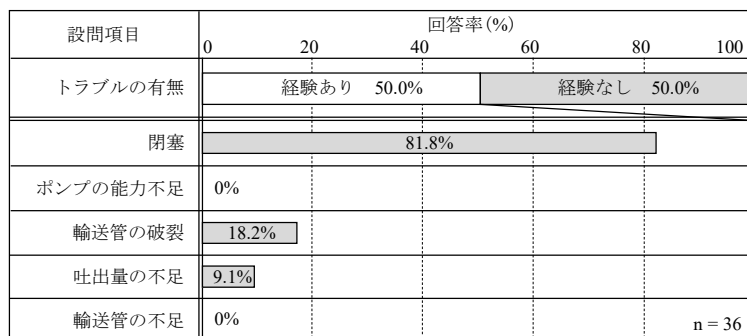 設問項目
回答率(%)
0 20 40 60 80 100
トラブルの有無
経験あり 50.0%
経験なし 50.0%
閉塞
81.8%
ポンプの能力不足
0%
輸送管の破裂
18.2%
吐出量の不足
9.1%
輸送管の不足
0%
n = 36